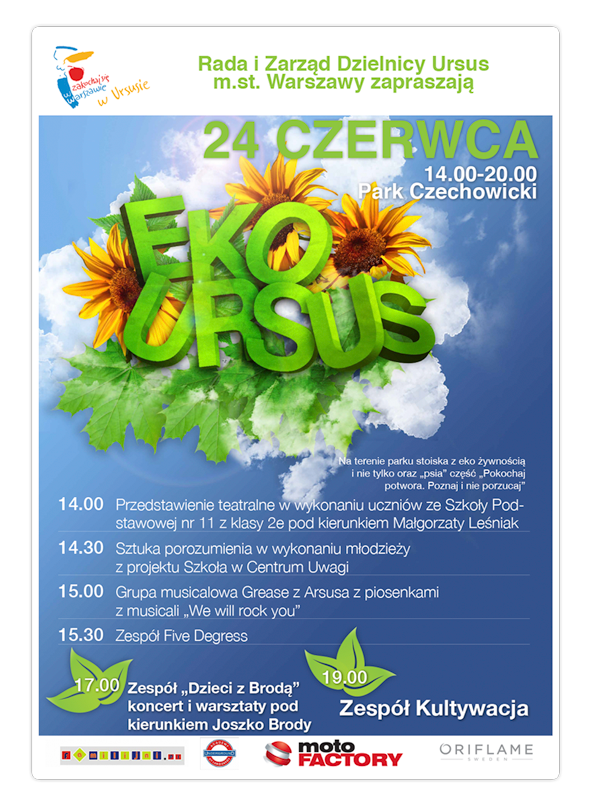 zakochaj się
w Warszawie
w Ursusie
Rada i Zarząd Dzielnicy Ursus
m.st. Warszawy zapraszają
24 CZERWCA
14.00-20.00
Park Czechowicki
EKO
URSUS
Na terenie parku stoiska z eko żywnością
i nie tylko oraz „psia” część „Pokochaj
potwora. Poznaj i nie porzucaj”
14.00 Przedstawienie teatralne w wykonaniu uczniów ze Szkoły Pod-
stawowej nr 11 z klasy 2e pod kierunkiem Małgorzaty Leśniak
14.30 Sztuka porozumienia w wykonaniu młodzieży
z projektu Szkoła w Centrum Uwagi
15.00 Grupa musicalowa Grease z Arsusa z piosenkami
z musicali „We will rock you”
15.30 Zespół Five Degress
17.00 Zespół „Dzieci z Brodą”
koncert i warsztaty pod
kierunkiem Joszko Brody
19.00
Zespół Kultywacja
moto
FACTORY
ORIFLAME
SWEDEN